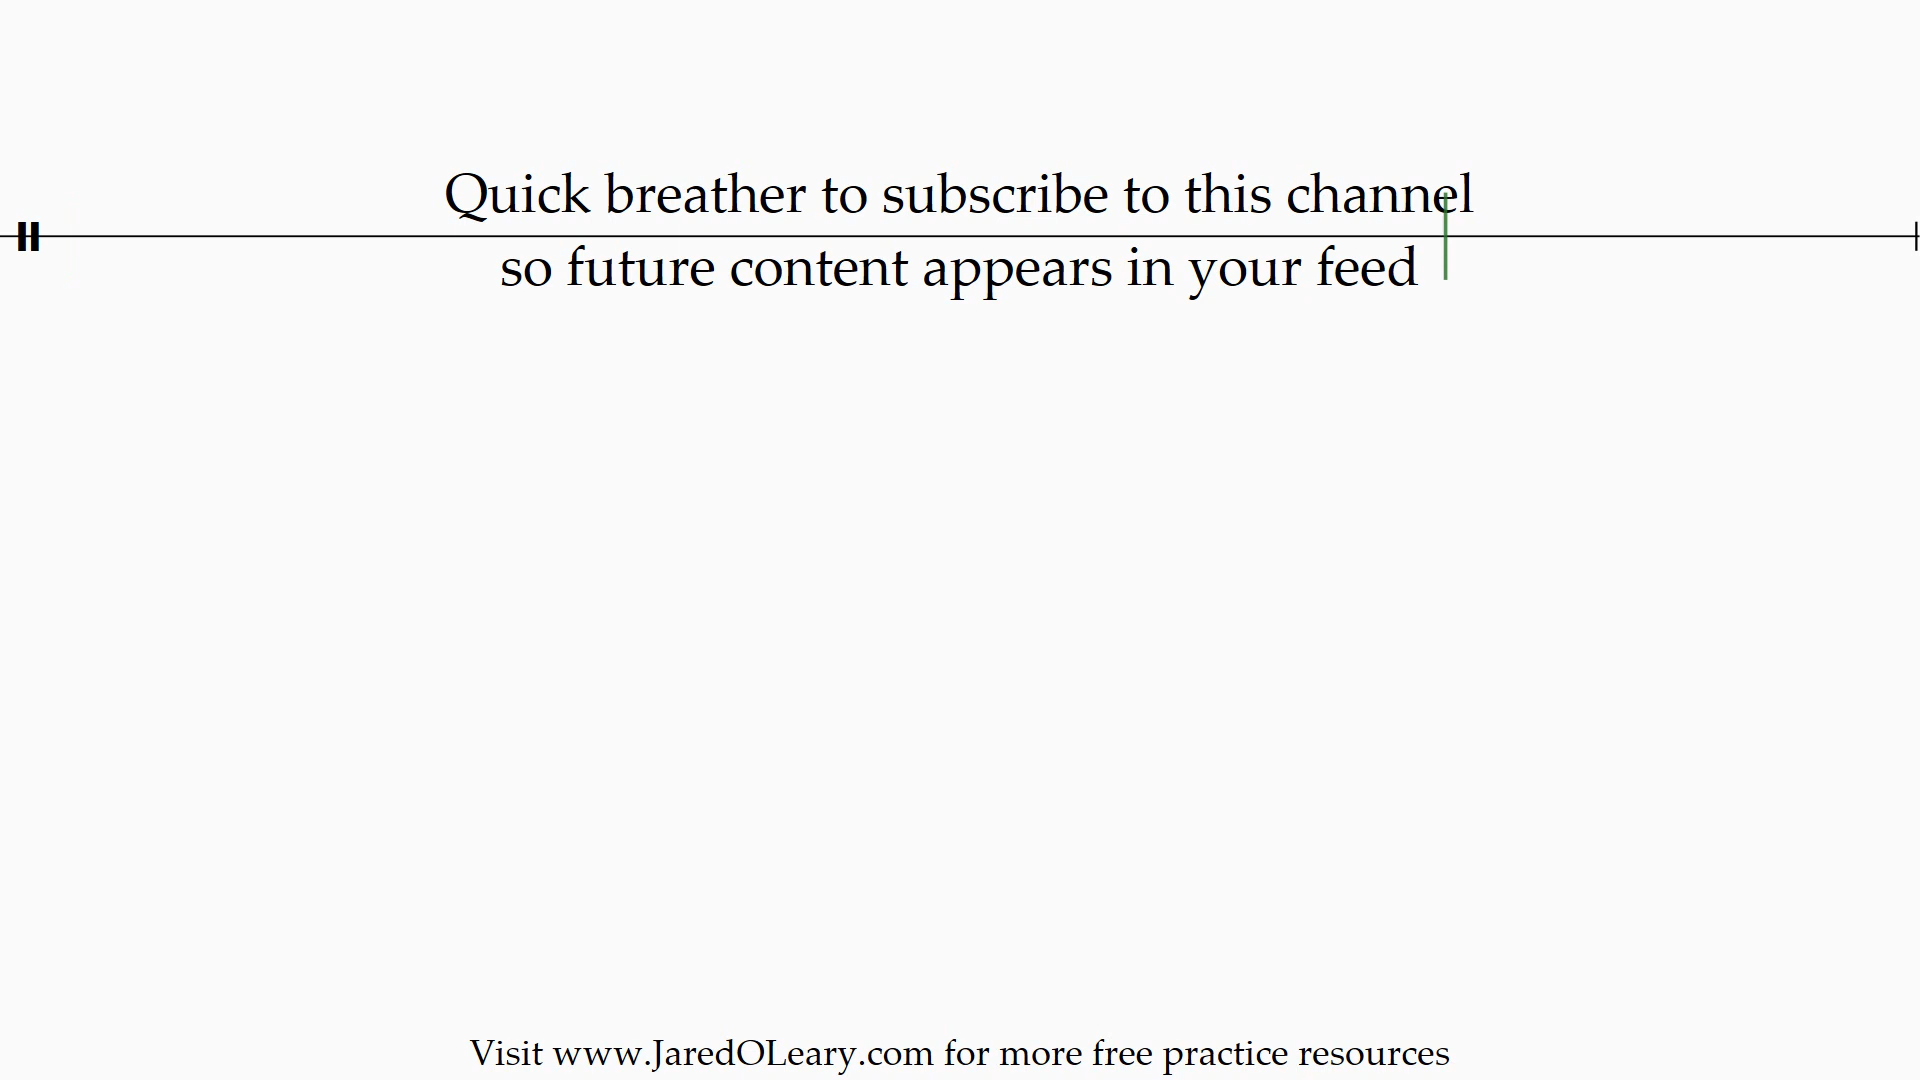 Quick breather to subscribe to this channel
so future content appears in your feed
Visit www.JaredOLeary.com for more free practice resources